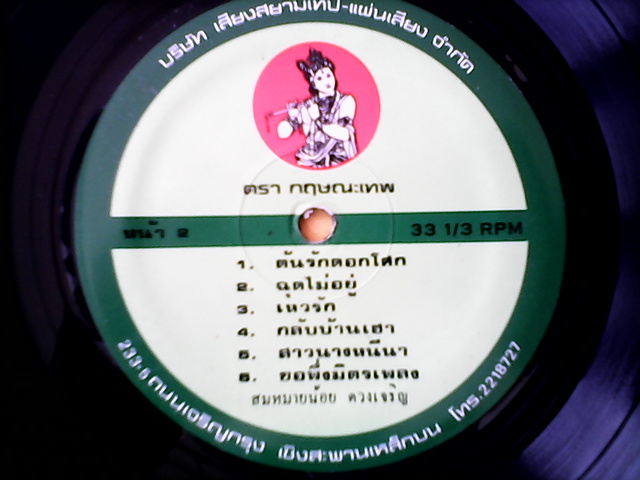 บริษัท เสียงสยามเทป-แผ่นเสียง จำกัด
ตรา กฤษณะเทพ
หน้า 2
33 1/3 RPM
1. ต้นรักดอกโศก
2. ฉุดไม่อยู่
3. เหวรัก
4. กลับบ้านเฮา
5. สาวนางหนีนา
6. ขอพึ่งมิตรเพลง
สมหมายน้อย ดวงเจริญ
233-5 ถนนเจริญกรุง เชิงสะพานเหล็กบน โทร.2218727